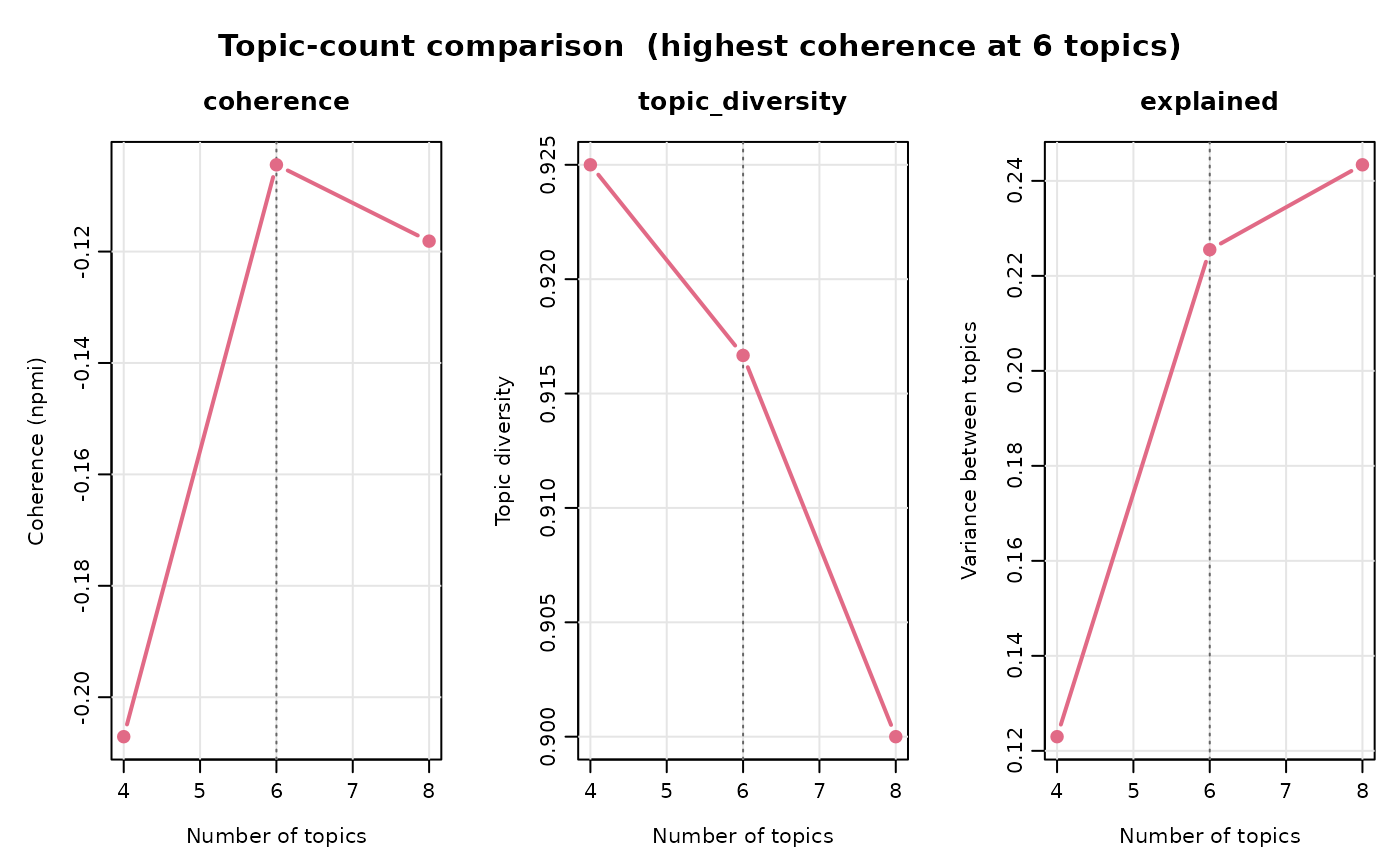 Topic-count comparison  (highest coherence at 6 topics)
coherence
Coherence (npmi)
-0.12
-0.14
-0.16
-0.18
-0.20
4 5 6 7 8
Number of topics
topic_diversity
Topic diversity
0.925
0.920
0.915
0.910
0.905
0.900
4 5 6 7 8
Number of topics
explained
Variance between topics
0.24
0.22
0.20
0.18
0.16
0.14
0.12
4 5 6 7 8
Number of topics